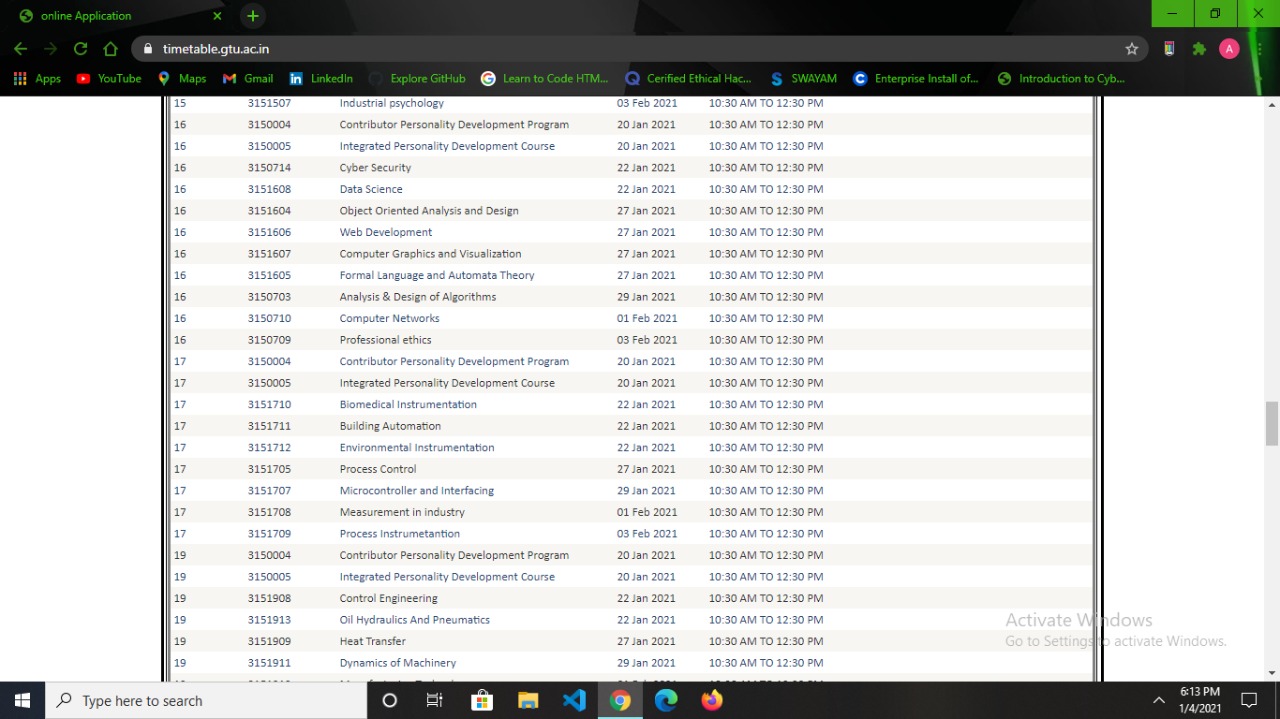 online Application
timetable.gtu.ac.in
A
Apps YouTube Maps Gmail LinkedIn Explore GitHub Learn to Code HTM... Cerified Ethical Hac... SWAYAM Enterprise Install of... Introduction to Cyb...
15 3151507 Industrial psychology 03 Feb 2021 10:30 AM TO 12:30 PM
16 3150004 Contributor Personality Development Program 20 Jan 2021 10:30 AM TO 12:30 PM
16 3150005 Integrated Personality Development Course 20 Jan 2021 10:30 AM TO 12:30 PM
16 3150714 Cyber Security 22 Jan 2021 10:30 AM TO 12:30 PM
16 3151608 Data Science 22 Jan 2021 10:30 AM TO 12:30 PM
16 3151604 Object Oriented Analysis and Design 27 Jan 2021 10:30 AM TO 12:30 PM
16 3151606 Web Development 27 Jan 2021 10:30 AM TO 12:30 PM
16 3151607 Computer Graphics and Visualization 27 Jan 2021 10:30 AM TO 12:30 PM
16 3151605 Formal Language and Automata Theory 27 Jan 2021 10:30 AM TO 12:30 PM
16 3150703 Analysis & Design of Algorithms 29 Jan 2021 10:30 AM TO 12:30 PM
16 3150710 Computer Networks 01 Feb 2021 10:30 AM TO 12:30 PM
16 3150709 Professional ethics 03 Feb 2021 10:30 AM TO 12:30 PM
17 3150004 Contributor Personality Development Program 20 Jan 2021 10:30 AM TO 12:30 PM
17 3150005 Integrated Personality Development Course 20 Jan 2021 10:30 AM TO 12:30 PM
17 3151710 Biomedical Instrumentation 22 Jan 2021 10:30 AM TO 12:30 PM
17 3151711 Building Automation 22 Jan 2021 10:30 AM TO 12:30 PM
17 3151712 Environmental Instrumentation 22 Jan 2021 10:30 AM TO 12:30 PM
17 3151705 Process Control 27 Jan 2021 10:30 AM TO 12:30 PM
17 3151707 Microcontroller and Interfacing 29 Jan 2021 10:30 AM TO 12:30 PM
17 3151708 Measurement in industry 01 Feb 2021 10:30 AM TO 12:30 PM
17 3151709 Process Instrumetantion 03 Feb 2021 10:30 AM TO 12:30 PM
19 3150004 Contributor Personality Development Program 20 Jan 2021 10:30 AM TO 12:30 PM
19 3150005 Integrated Personality Development Course 20 Jan 2021 10:30 AM TO 12:30 PM
19 3151908 Control Engineering 22 Jan 2021 10:30 AM TO 12:30 PM
19 3151913 Oil Hydraulics And Pneumatics 22 Jan 2021 10:30 AM TO 12:30 PM
19 3151909 Heat Transfer 27 Jan 2021 10:30 AM TO 12:30 PM
19 3151911 Dynamics of Machinery 29 Jan 2021 10:30 AM TO 12:30 PM
Activate Windows
Go to Settings to activate Windows.
Type here to search
6:13 PM
1/4/2021